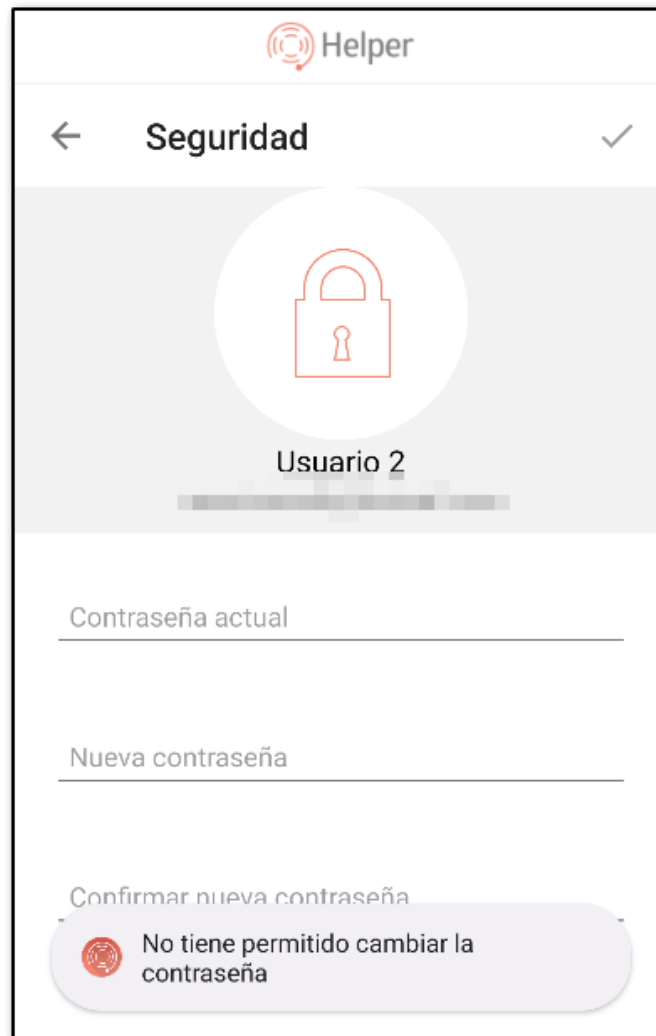 Helper
Seguridad
Usuario 2
Contraseña actual
Nueva contraseña
Confirmar nueva contraseña
No tiene permitido cambiar la
contraseña